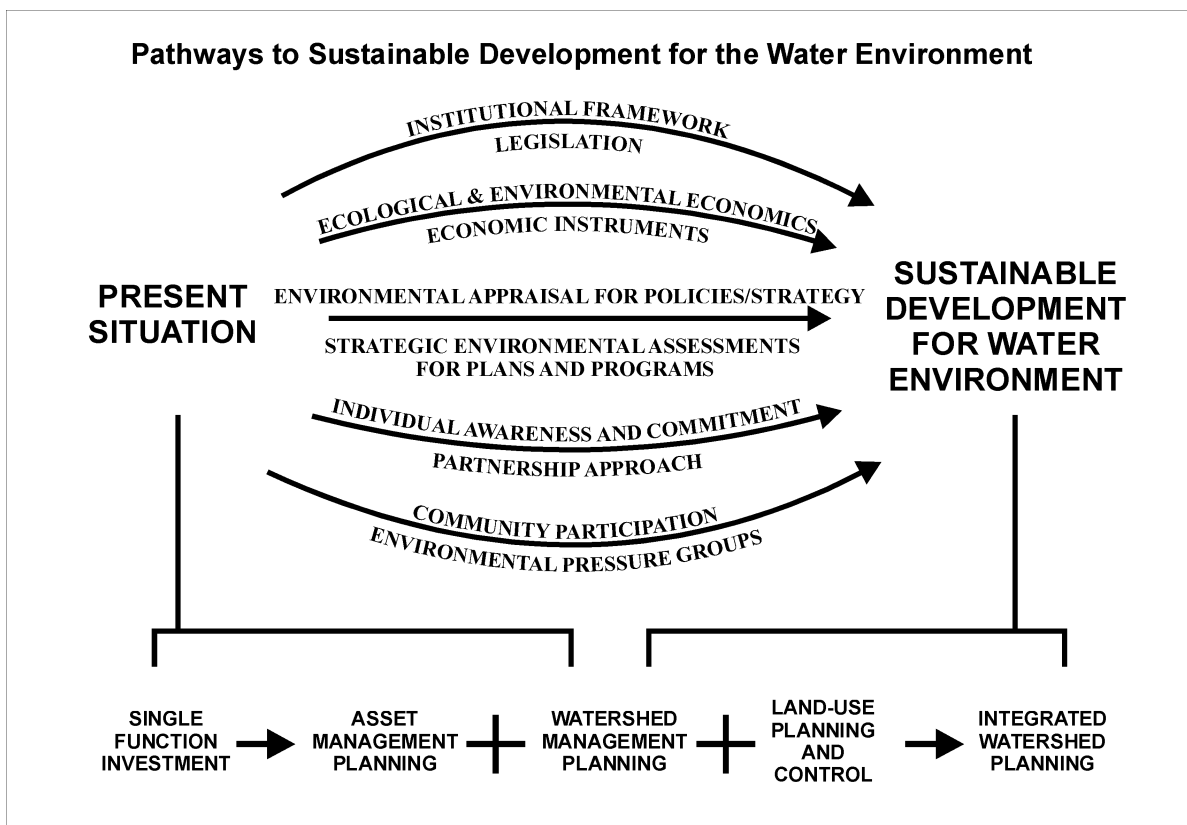 Pathways to Sustainable Development for the Water Environment
INSTITUTIONAL FRAMEWORK
LEGISLATION
ECOLOGICAL & ENVIRONMENTAL ECONOMICS
ECONOMIC INSTRUMENTS
PRESENT
SITUATION
ENVIRONMENTAL APPRAISAL FOR POLICIES/STRATEGY
STRATEGIC ENVIRONMENTAL ASSESSMENTS
FOR PLANS AND PROGRAMS
SUSTAINABLE
DEVELOPMENT
FOR WATER
ENVIRONMENT
INDIVIDUAL AWARENESS AND COMMITMENT
PARTNERSHIP APPROACH
COMMUNITY PARTICIPATION
ENVIRONMENTAL PRESSURE GROUPS
SINGLE
FUNCTION
INVESTMENT
ASSET
MANAGEMENT
PLANNING
WATERSHED
MANAGEMENT
PLANNING
LAND-USE
PLANNING
AND
CONTROL
INTEGRATED
WATERSHED
PLANNING